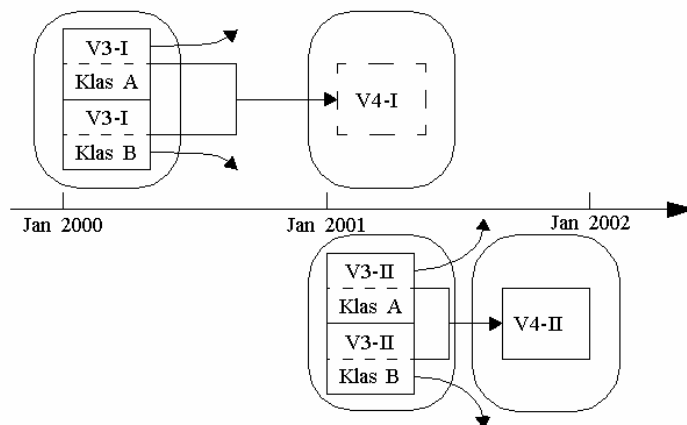 V3-I
Klas A
V3-I
Klas B
V4-I
Jan 2000
Jan 2001
Jan 2002
V3-II
Klas A
V3-II
Klas B
V4-II